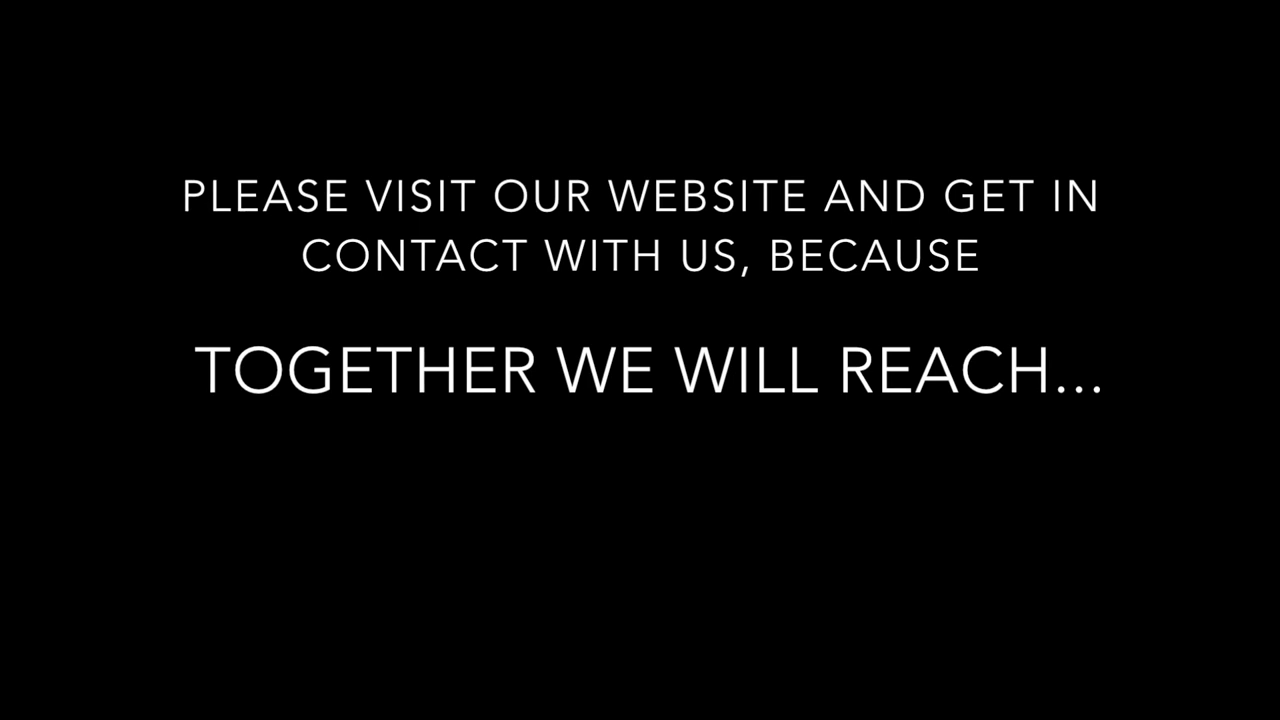 PLEASE VISIT OUR WEBSITE AND GET IN
CONTACT WITH US, BECAUSE
TOGETHER WE WILL REACH...